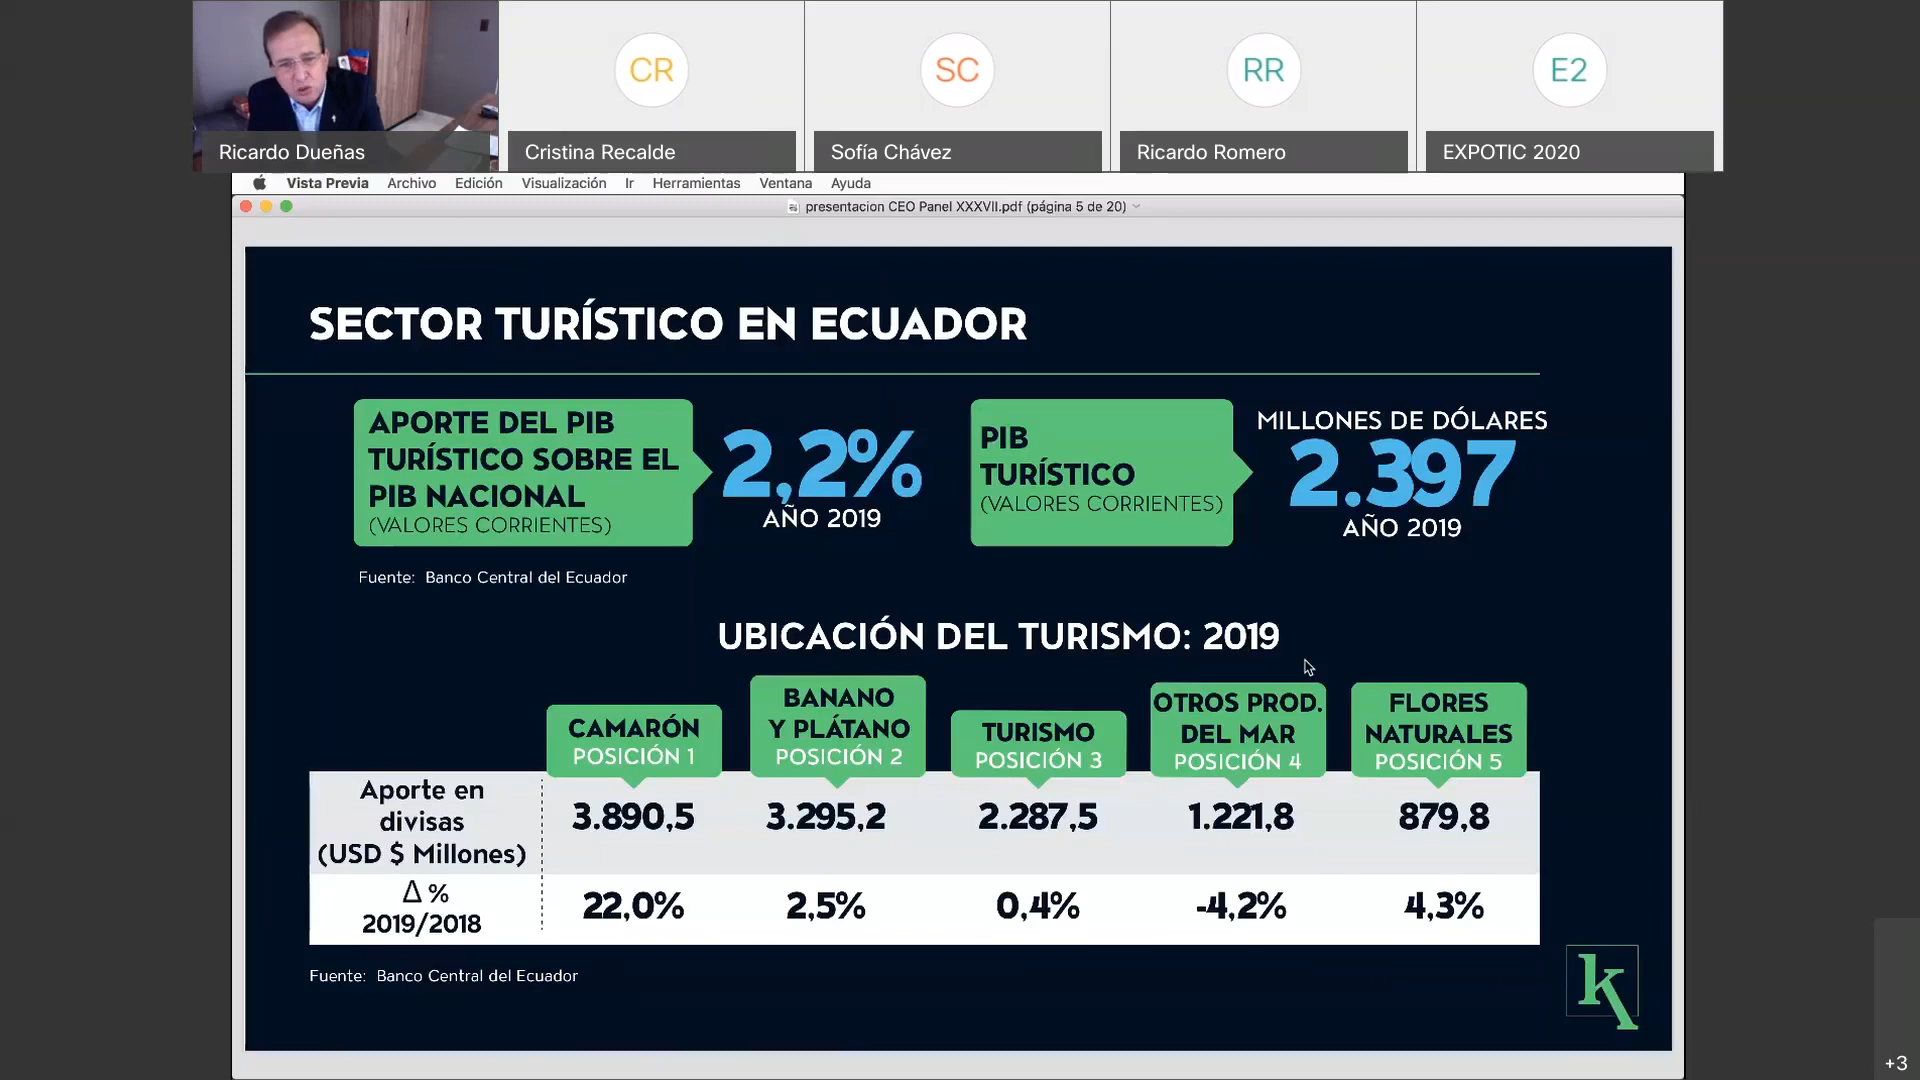 CR
SC
RR
E2
Ricardo Dueñas
Cristina Recalde
Sofía Chávez
Ricardo Romero
EXPOTIC 2020
Vista Previa Archivo Edición Visualización Ir Herramientas Ventana Ayuda
presentacion CEO Panel XXXVII.pdf (página 5 de 20)
SECTOR TURÍSTICO EN ECUADOR
APORTE DEL PIB
TURÍSTICO SOBRE EL
PIB NACIONAL
(VALORES CORRIENTES)
2,2%
AÑO 2019
PIB
TURÍSTICO
(VALORES CORRIENTES)
MILLONES DE DÓLARES
2.397
AÑO 2019
Fuente: Banco Central del Ecuador
UBICACIÓN DEL TURISMO: 2019
CAMARÓN
POSICIÓN 1
BANANO
Y PLÁTANO
POSICIÓN 2
TURISMO
POSICIÓN 3
OTROS PROD.
DEL MAR
POSICIÓN 4
FLORES
NATURALES
POSICIÓN 5
Aporte en
divisas
(USD $ Millones)
3.890,5 3.295,2 2.287,5 1.221,8 879,8
Δ %
2019/2018
22,0% 2,5% 0,4% -4,2% 4,3%
Fuente: Banco Central del Ecuador
k
+3